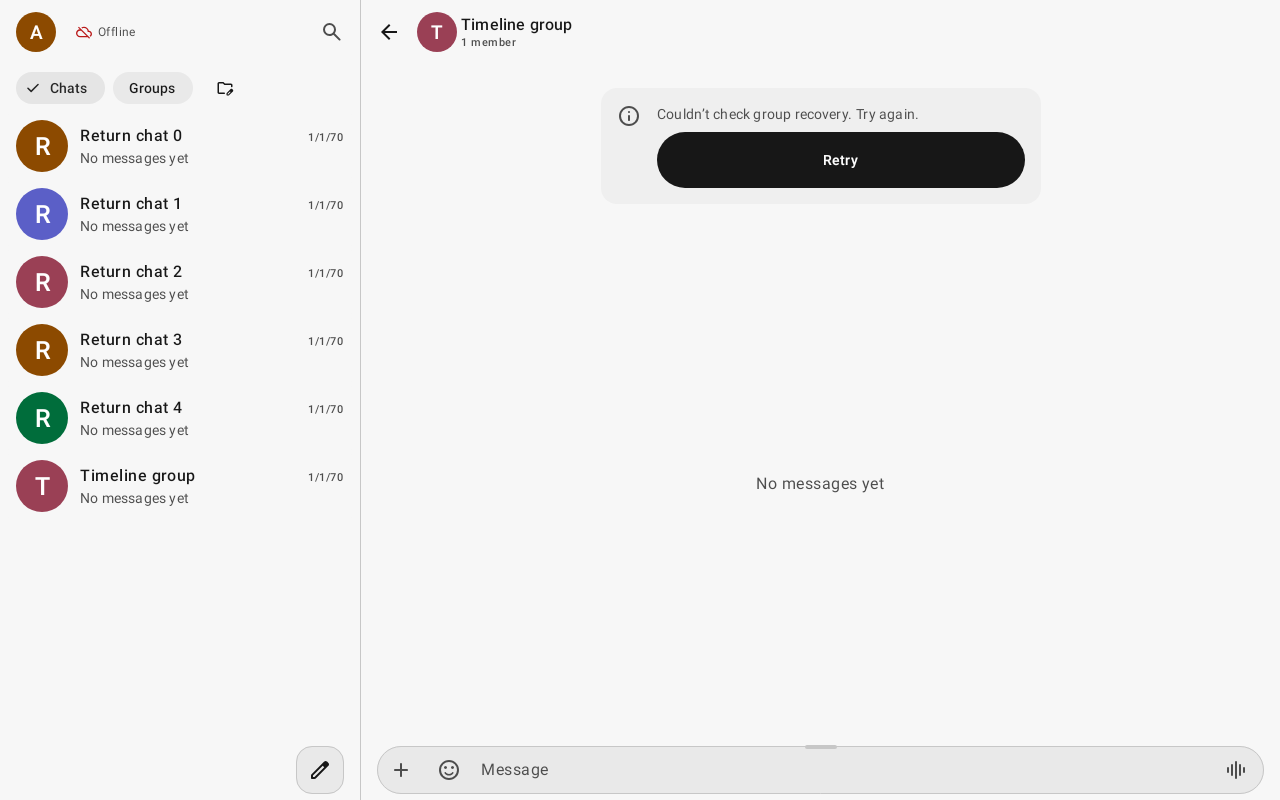 A
Offline
Chats
Groups
R
Return chat 0
1/1/70
No messages yet
R
Return chat 1
1/1/70
No messages yet
R
Return chat 2
1/1/70
No messages yet
R
Return chat 3
1/1/70
No messages yet
R
Return chat 4
1/1/70
No messages yet
T
Timeline group
1/1/70
No messages yet
T
Timeline group
1 member
Couldn’t check group recovery. Try again.
Retry
No messages yet
Message